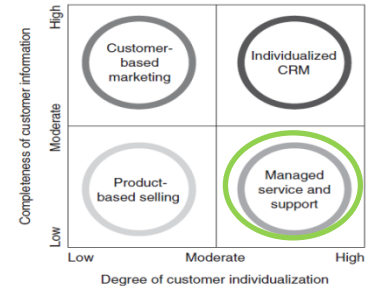 High
Customer-
based
marketing
Individualized
CRM
Completeness of customer information
Moderate
Product-
based selling
Managed
service and
support
Low
Low
Moderate
High
Degree of customer individualization